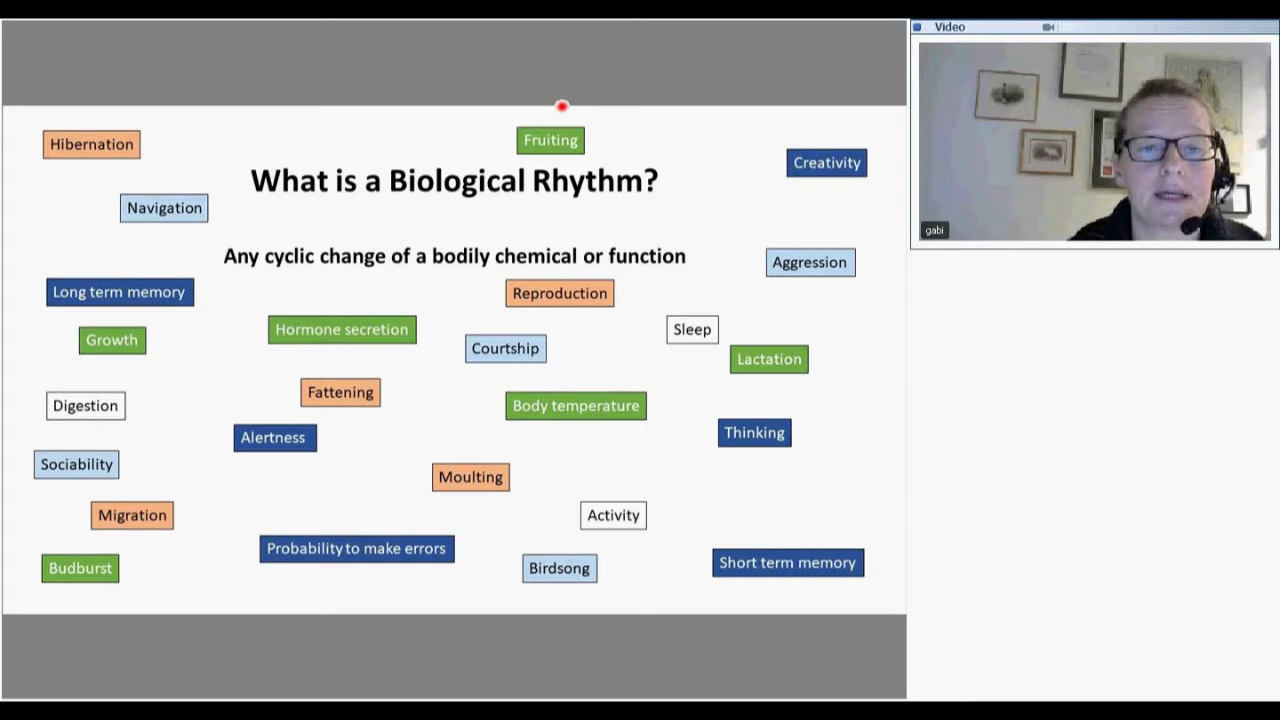 Video
Hibernation
Fruiting
Creativity
What is a Biological Rhythm?
Navigation
Any cyclic change of a bodily chemical or function
Aggression
Long term memory
Reproduction
Growth
Hormone secretion
Courtship
Sleep
Lactation
Digestion
Fattening
Body temperature
Alertness
Thinking
Sociability
Moulting
Migration
Activity
Probability to make errors
Budburst
Birdsong
Short term memory
gabi